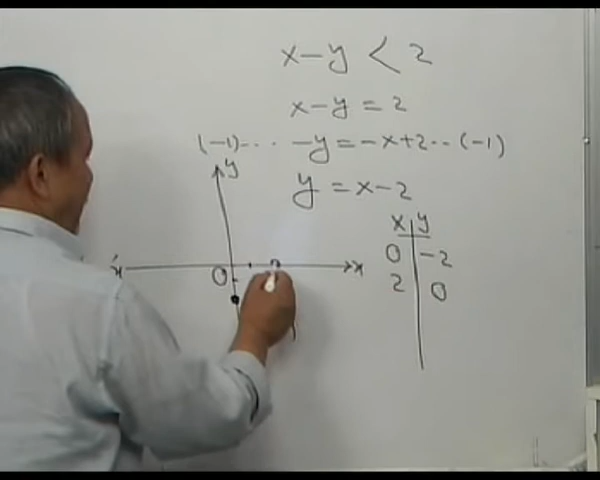 x-y < 2
x-y = 2
(-1)... -y = -x+2..(-1)
y = x-2
y
x y
0 -2
2 0
x' x
0